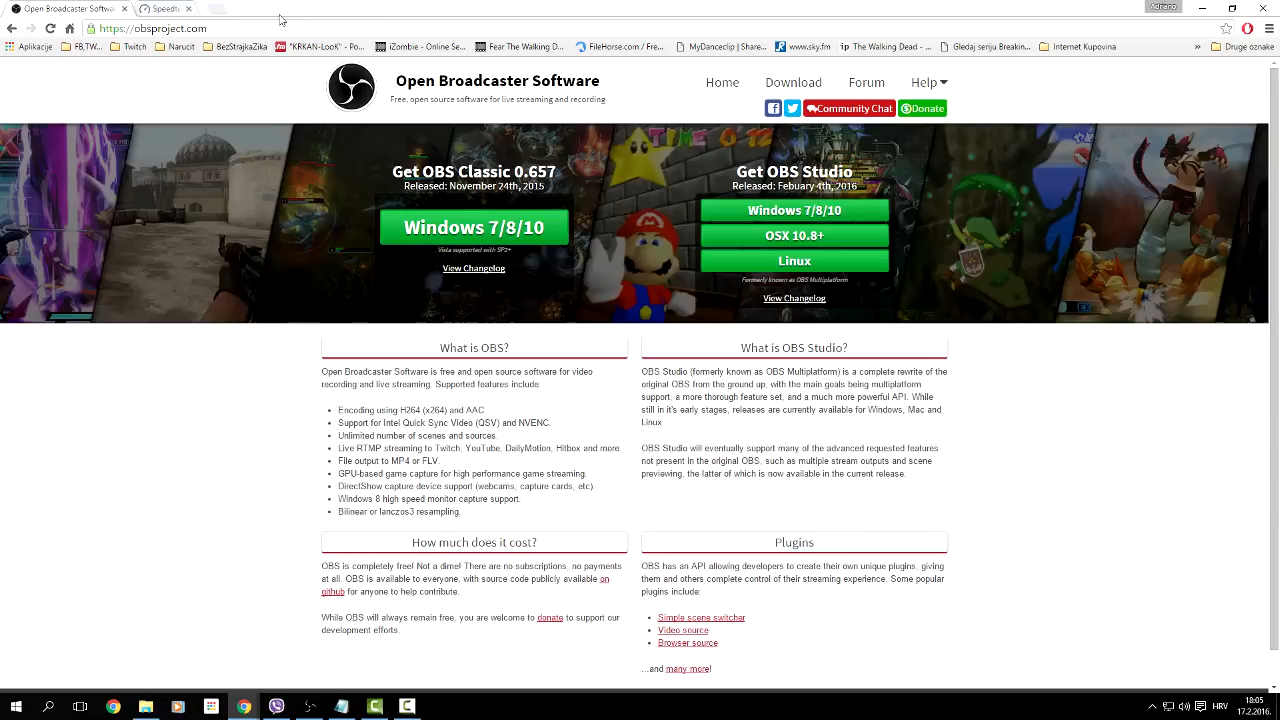 Open Broadcaster Softwa
Speedt
Adriano
https://obsproject.com
Aplikacije
FB,TW...
Twitch
Narucit
BezStrajkaZika
"KRKAN-LooK" - Po...
iZombie - Online Se...
Fear The Walking D...
FileHorse.com / Fre...
MyDanceclip | Share...
www.sky.fm
The Walking Dead -...
Gledaj seriju Breakin...
Internet Kupovina
»
Druge oznake
Open Broadcaster Software
Free, open source software for live streaming and recording
Home
Download
Forum
Help
Community Chat
Donate
Get OBS Classic 0.657
Released: November 24th, 2015
Windows 7/8/10
Vista supported with SP2*
View Changelog
Get OBS Studio
Released: Febuary 4th, 2016
Windows 7/8/10
OSX 10.8+
Linux
Formerly known as OBS Multiplatform
View Changelog
What is OBS?
Open Broadcaster Software is free and open source software for video
recording and live streaming. Supported features include:
• Encoding using H264 (x264) and AAC.
• Support for Intel Quick Sync Video (QSV) and NVENC.
• Unlimited number of scenes and sources.
• Live RTMP streaming to Twitch, YouTube, DailyMotion, Hitbox and more.
• File output to MP4 or FLV.
• GPU-based game capture for high performance game streaming.
• DirectShow capture device support (webcams, capture cards, etc).
• Windows 8 high speed monitor capture support.
• Bilinear or lanczos3 resampling.
What is OBS Studio?
OBS Studio (formerly known as OBS Multiplatform) is a complete rewrite of the
original OBS from the ground up, with the main goals being multiplatform
support, a more thorough feature set, and a much more powerful API. While
still in it's early stages, releases are currently available for Windows, Mac and
Linux.
OBS Studio will eventually support many of the advanced requested features
not present in the original OBS, such as multiple stream outputs and scene
previewing, the latter of which is now available in the current release.
How much does it cost?
OBS is completely free! Not a dime! There are no subscriptions, no payments
at all. OBS is available to everyone, with source code publicly available on
github for anyone to help contribute.
While OBS will always remain free, you are welcome to donate to support our
development efforts.
Plugins
OBS has an API allowing developers to create their own unique plugins, giving
them and others complete control of their streaming experience. Some popular
plugins include:
• Simple scene switcher
• Video source
• Browser source
...and many more!
HRV
18:05
17.2.2016.